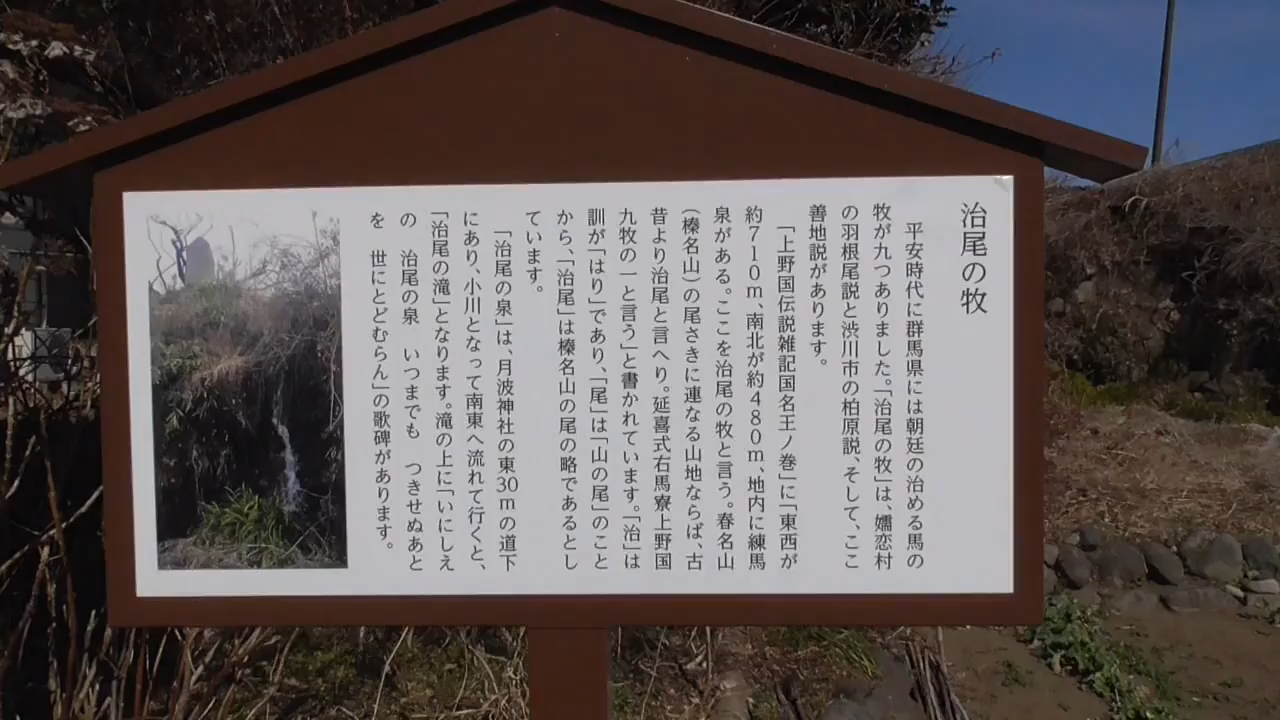 治尾の牧
平安時代に群馬県には朝廷の治める馬の
牧が九つありました。「治尾の牧」は、嬬恋村
の羽根尾説と渋川市の柏原説、そして、ここ
善地説があります。
「上野国伝説雑記国名王ノ巻」に「東西が
約710m、南北が約480m、地内に練馬
泉がある。ここを治尾の牧と言う。春名山
(榛名山)の尾さきに連なる山地ならば、古
昔より治尾と言へり。延喜式右馬寮上野国
九牧の一と言う」と書かれています。「治」は
訓が「はり」であり、「尾」は「山の尾」のこと
から、「治尾」は榛名山の尾の略であるとし
ています。
「治尾の泉」は、月波神社の東30mの道下
にあり、小川となって南東へ流れて行くと、
「治尾の滝」となります。滝の上に「いにしえ
の 治尾の泉 いつまでも つきせぬあと
を 世にとどむらん」の歌碑があります。